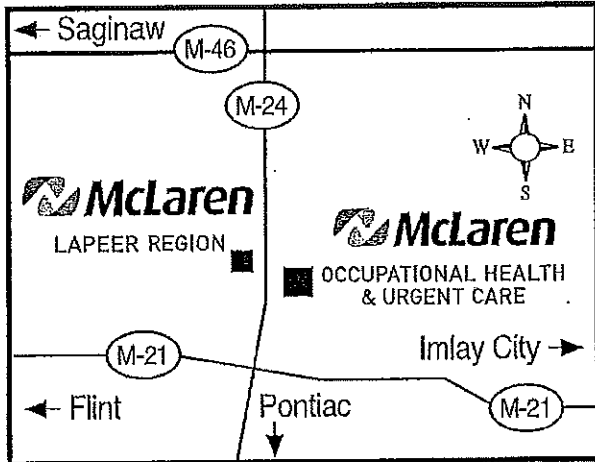 Saginaw
M-46
M-24
N
W E
S
McLaren
LAPEER REGION
McLaren
OCCUPATIONAL HEALTH
& URGENT CARE
M-21
Imlay City
Flint
Pontiac
M-21